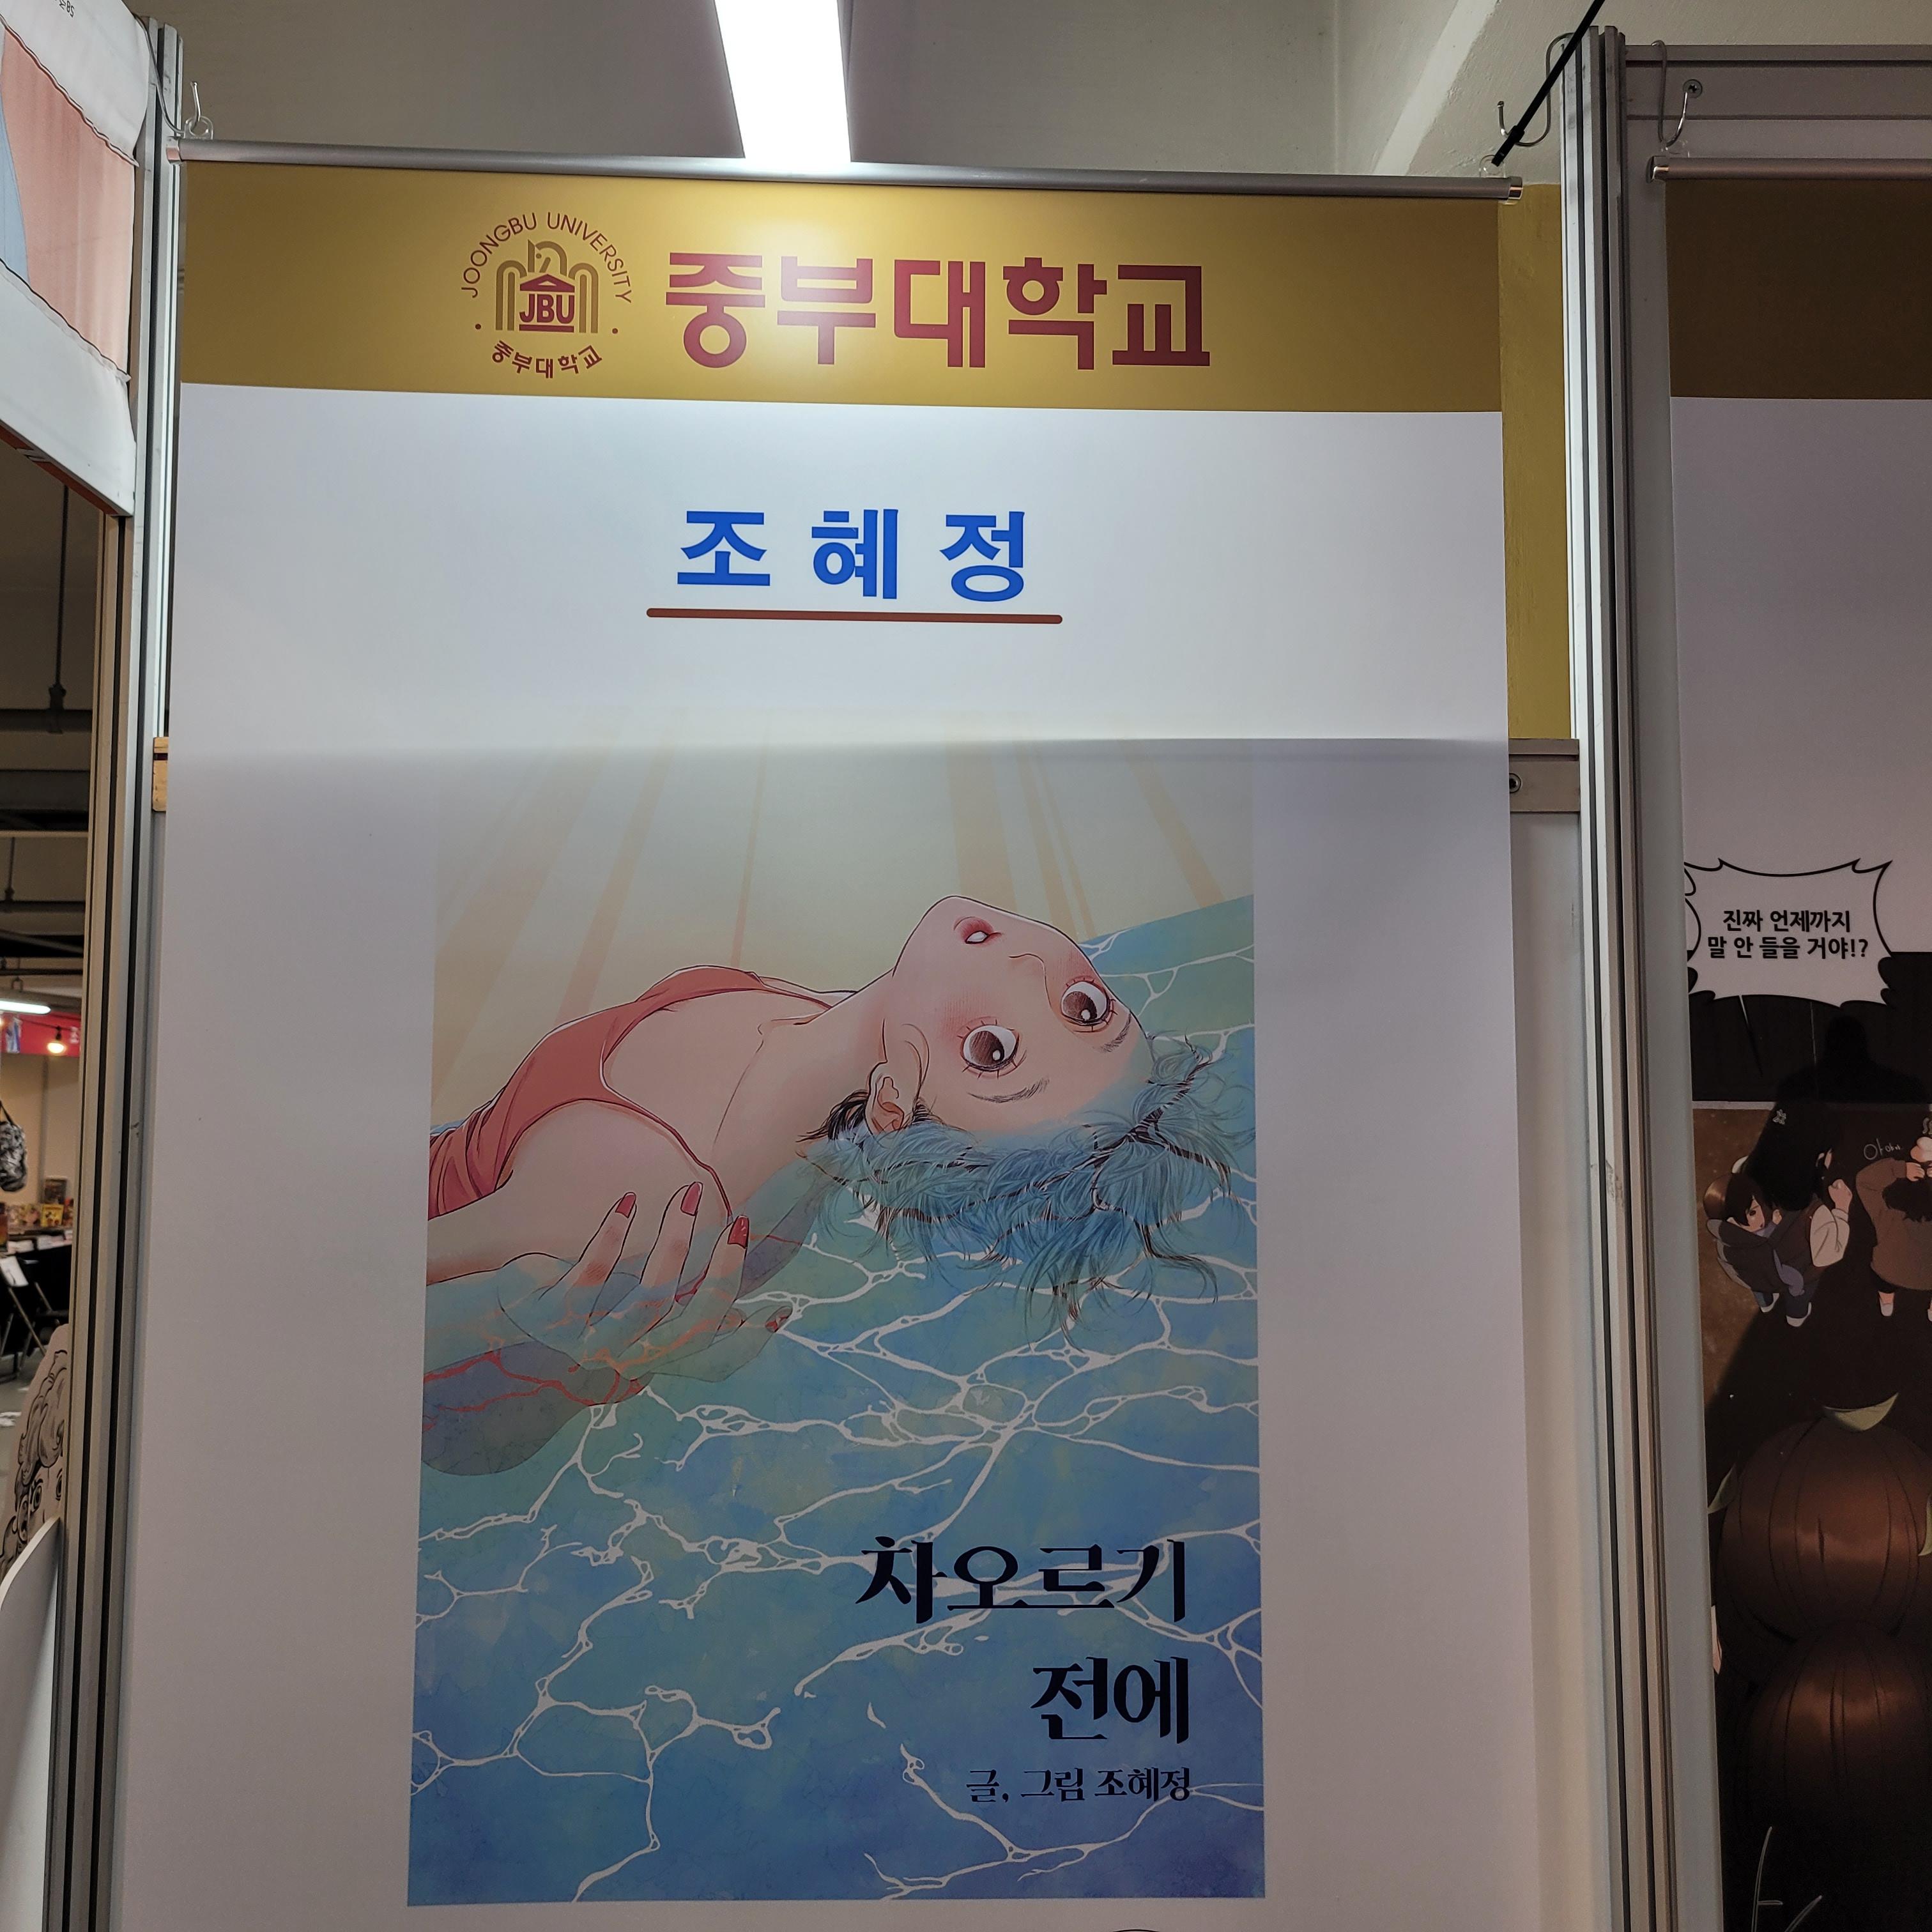 JOONGBU UNIVERSITY
JBU
중부대학교
중부대학교
조혜정
차오르기
전에
글, 그림 조혜정
진짜 언제까지
말 안 들을 거야!?